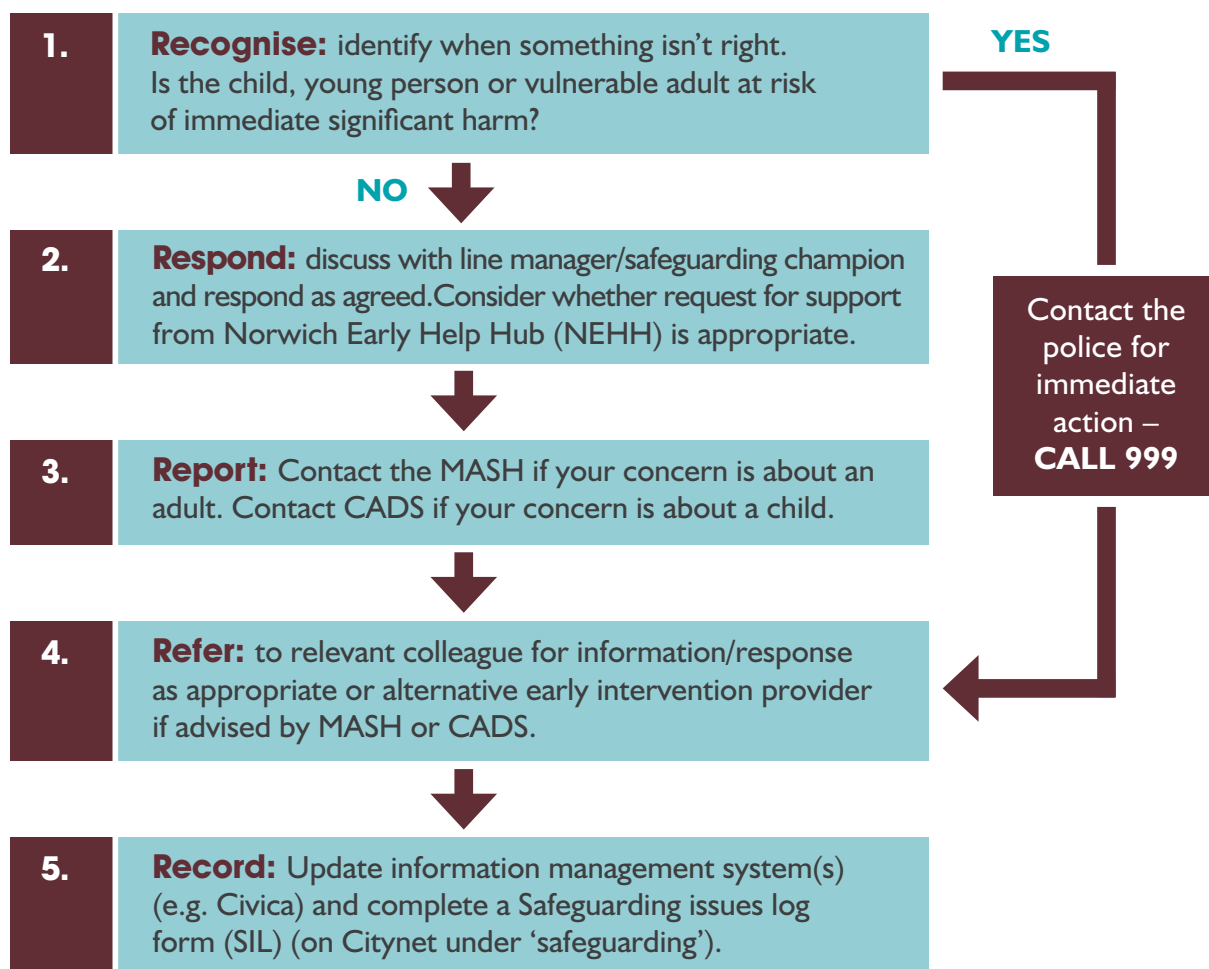 1.
Recognise: identify when something isn't right.
Is the child, young person or vulnerable adult at risk
of immediate significant harm?
YES
NO
2.
Respond: discuss with line manager/safeguarding champion
and respond as agreed.Consider whether request for support
from Norwich Early Help Hub (NEHH) is appropriate.
Contact the
police for
immediate
action –
CALL 999
3.
Report: Contact the MASH if your concern is about an
adult. Contact CADS if your concern is about a child.
4.
Refer: to relevant colleague for information/response
as appropriate or alternative early intervention provider
if advised by MASH or CADS.
5.
Record: Update information management system(s)
(e.g. Civica) and complete a Safeguarding issues log
form (SIL) (on Citynet under ‘safeguarding’).